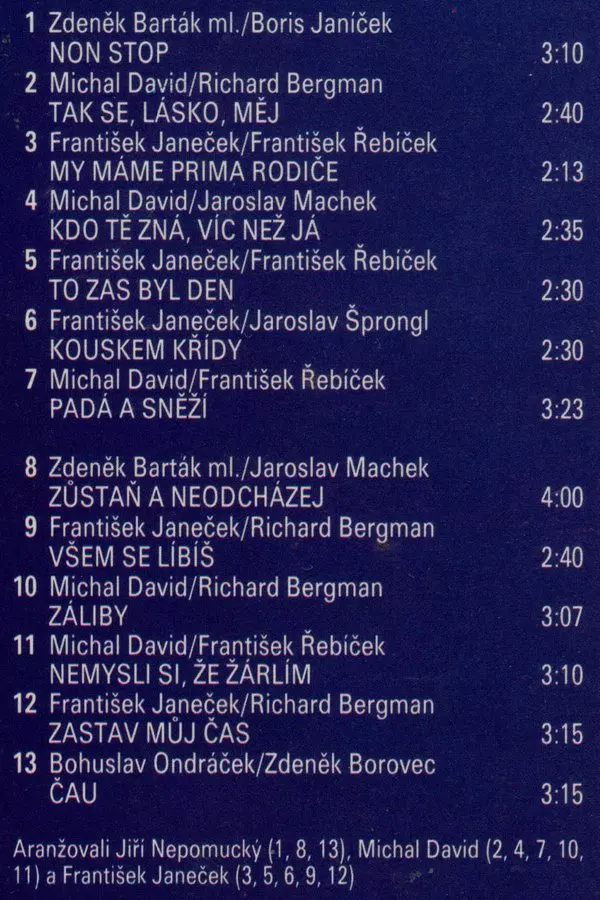 1 Zdeněk Barták ml./Boris Janíček
NON STOP 3:10
2 Michal David/Richard Bergman
TAK SE, LÁSKO, MĚJ 2:40
3 František Janeček/František Řebíček
MY MÁME PRIMA RODIČE 2:13
4 Michal David/Jaroslav Machek
KDO TĚ ZNÁ, VÍC NEŽ JÁ 2:35
5 František Janeček/František Řebíček
TO ZAS BYL DEN 2:30
6 František Janeček/Jaroslav Šprongl
KOUSKEM KŘÍDY 2:30
7 Michal David/František Řebíček
PADÁ A SNĚŽÍ 3:23
8 Zdeněk Barták ml./Jaroslav Machek
ZŮSTAŇ A NEODCHÁZEJ 4:00
9 František Janeček/Richard Bergman
VŠEM SE LÍBÍŠ 2:40
10 Michal David/Richard Bergman
ZÁLIBY 3:07
11 Michal David/František Řebíček
NEMYSLI SI, ŽE ŽÁRLÍM 3:10
12 František Janeček/Richard Bergman
ZASTAV MŮJ ČAS 3:15
13 Bohuslav Ondráček/Zdeněk Borovec
ČAU 3:15
Aranžovali Jiří Nepomucký (1, 8, 13), Michal David (2, 4, 7, 10,
11) a František Janeček (3, 5, 6, 9, 12)